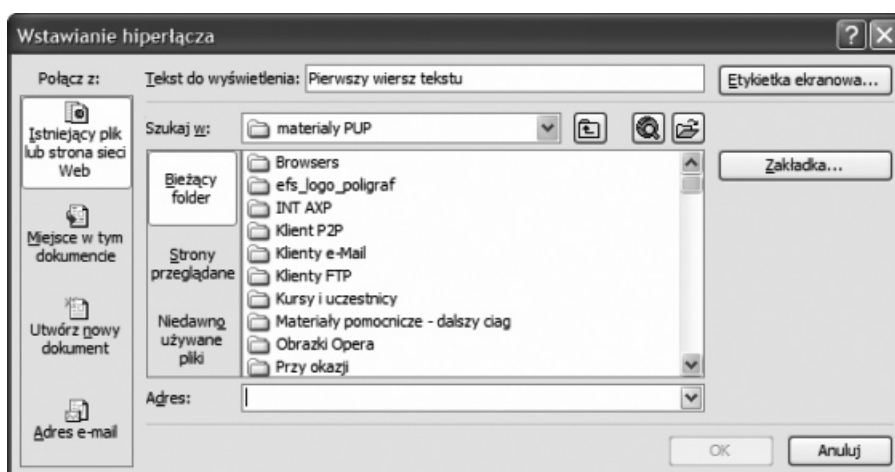 Wstawianie hiperłącza
Połącz z:
Tekst do wyświetlenia: Pierwszy wiersz tekstu
Etykietka ekranowa...
Istniejący plik
lub strona sieci
Web
Miejsce w tym
dokumencie
Utwórz nowy
dokument
Adres e-mail
Szukaj w: materialy PUP
Bieżący
folder
Strony
przeglądane
Niedawno
używane
pliki
Browsers
efs_logo_poligraf
INT AXP
Klient P2P
Klienty e-Mail
Klienty FTP
Kursy i uczestnicy
Materiały pomocnicze - dalszy ciag
Obrazki Opera
Przy okazji
Zakładka...
Adres:
OK
Anuluj